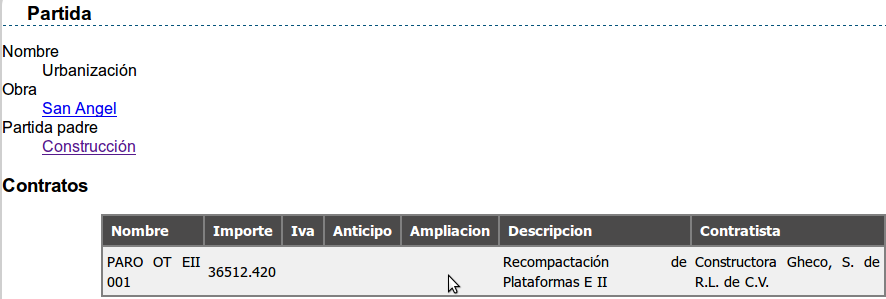 Partida
Nombre
Urbanización
Obra
San Angel
Partida padre
Construcción
Contratos
Nombre Importe Iva Anticipo Ampliacion Descripcion Contratista
PARO OT EII 001 36512.420 Recompactación de Plataformas E II Constructora Gheco, S. de R.L. de C.V.